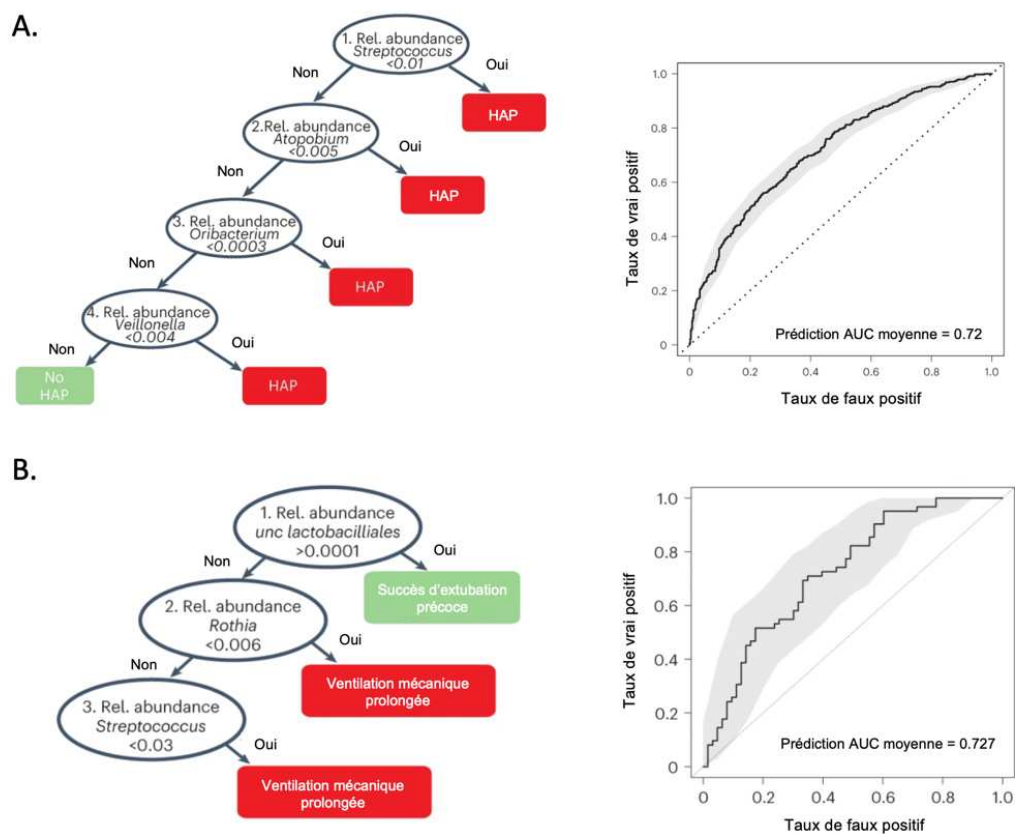 A.
1. Rel. abundance
Streptococcus
<0.01
Non
Oui
HAP
2.Rel. abundance
Atopobium
<0.005
Non
Oui
HAP
3. Rel. abundance
Oribacterium
<0.0003
Non
Oui
HAP
4. Rel. abundance
Veillonella
<0.004
Non
Oui
No
HAP
HAP
1.0
0.8
0.6
0.4
0.2
0
Taux de vrai positif
Prédiction AUC moyenne = 0.72
0 0.2 0.4 0.6 0.8 1.0
Taux de faux positif
B.
1. Rel. abundance
unc lactobacilliales
>0.0001
Non
Oui
Succès d'extubation
précoce
2. Rel. abundance
Rothia
<0.006
Non
Oui
Ventilation mécanique
prolongée
3. Rel. abundance
Streptococcus
<0.03
Oui
Ventilation mécanique
prolongée
1.0
0.8
0.6
0.4
0.2
0
Taux de vrai positif
Prédiction AUC moyenne = 0.727
0 0.2 0.4 0.6 0.8 1.0
Taux de faux positif